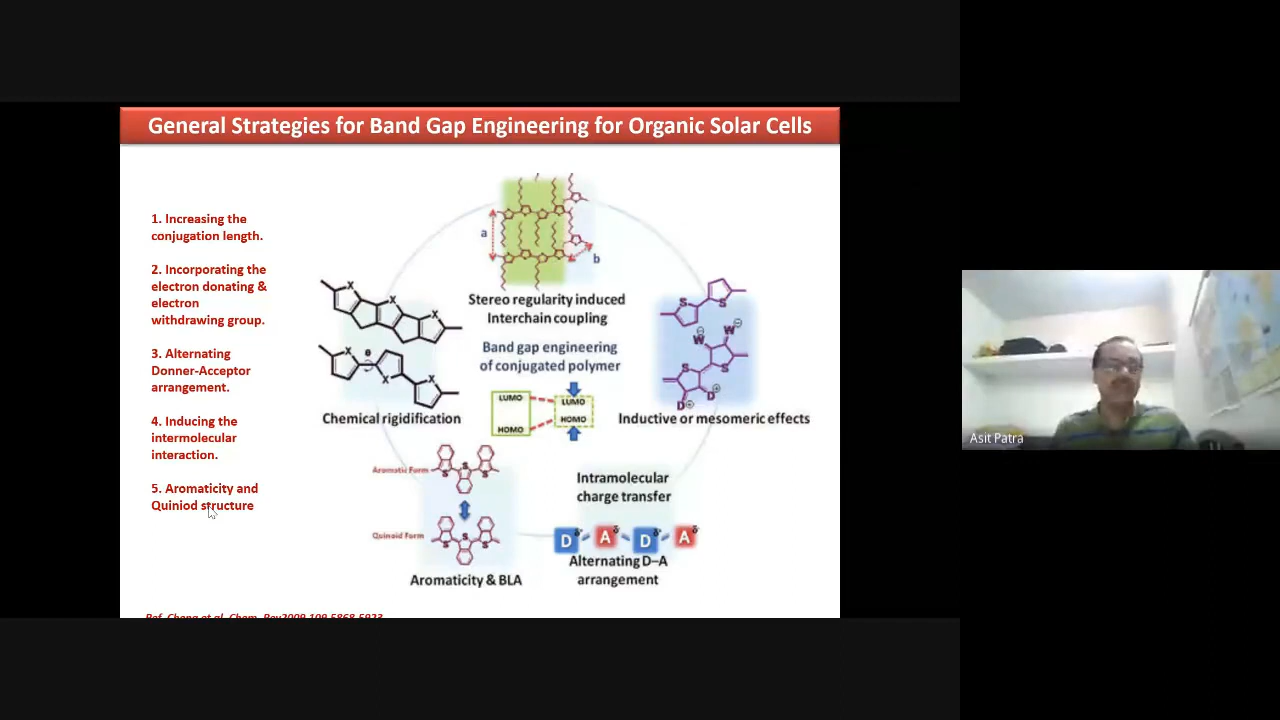 General Strategies for Band Gap Engineering for Organic Solar Cells
1. Increasing the
conjugation length.
2. Incorporating the
electron donating &
electron
withdrawing group.
3. Alternating
Donner-Acceptor
arrangement.
4. Inducing the
intermolecular
interaction.
5. Aromaticity and
Quiniod structure
a
b
Stereo regularity induced
Interchain coupling
Band gap engineering
of conjugated polymer
LUMO
LUMO
HOMO
HOMO
X
X
X
X
θ
X
X
Chemical rigidification
S
S
W
W
S
S
D
D
Inductive or mesomeric effects
Aromatic Form
S
S
S
Quinoid Form
S
S
S
Aromaticity & BLA
Intramolecular
charge transfer
D A D A
Alternating D–A
arrangement
Asit Patra